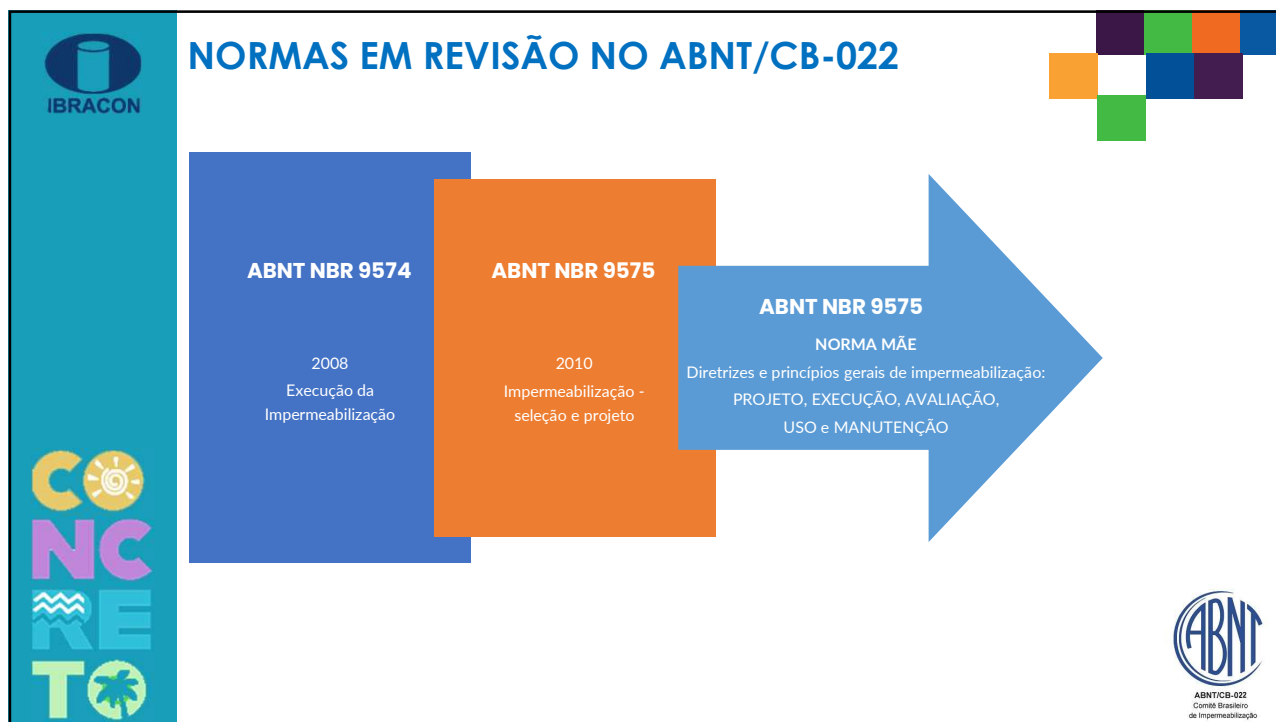 IBRACON
NORMAS EM REVISÃO NO ABNT/CB-022
ABNT NBR 9574
2008
Execução da
Impermeabilização
ABNT NBR 9575
2010
Impermeabilização -
seleção e projeto
ABNT NBR 9575
NORMA MÃE
Diretrizes e princípios gerais de impermeabilização:
PROJETO, EXECUÇÃO, AVALIAÇÃO,
USO e MANUTENÇÃO
CO
NC
RE
TO
ABNT
ABNT/CB-022
Comitê Brasileiro
de Impermeabilização